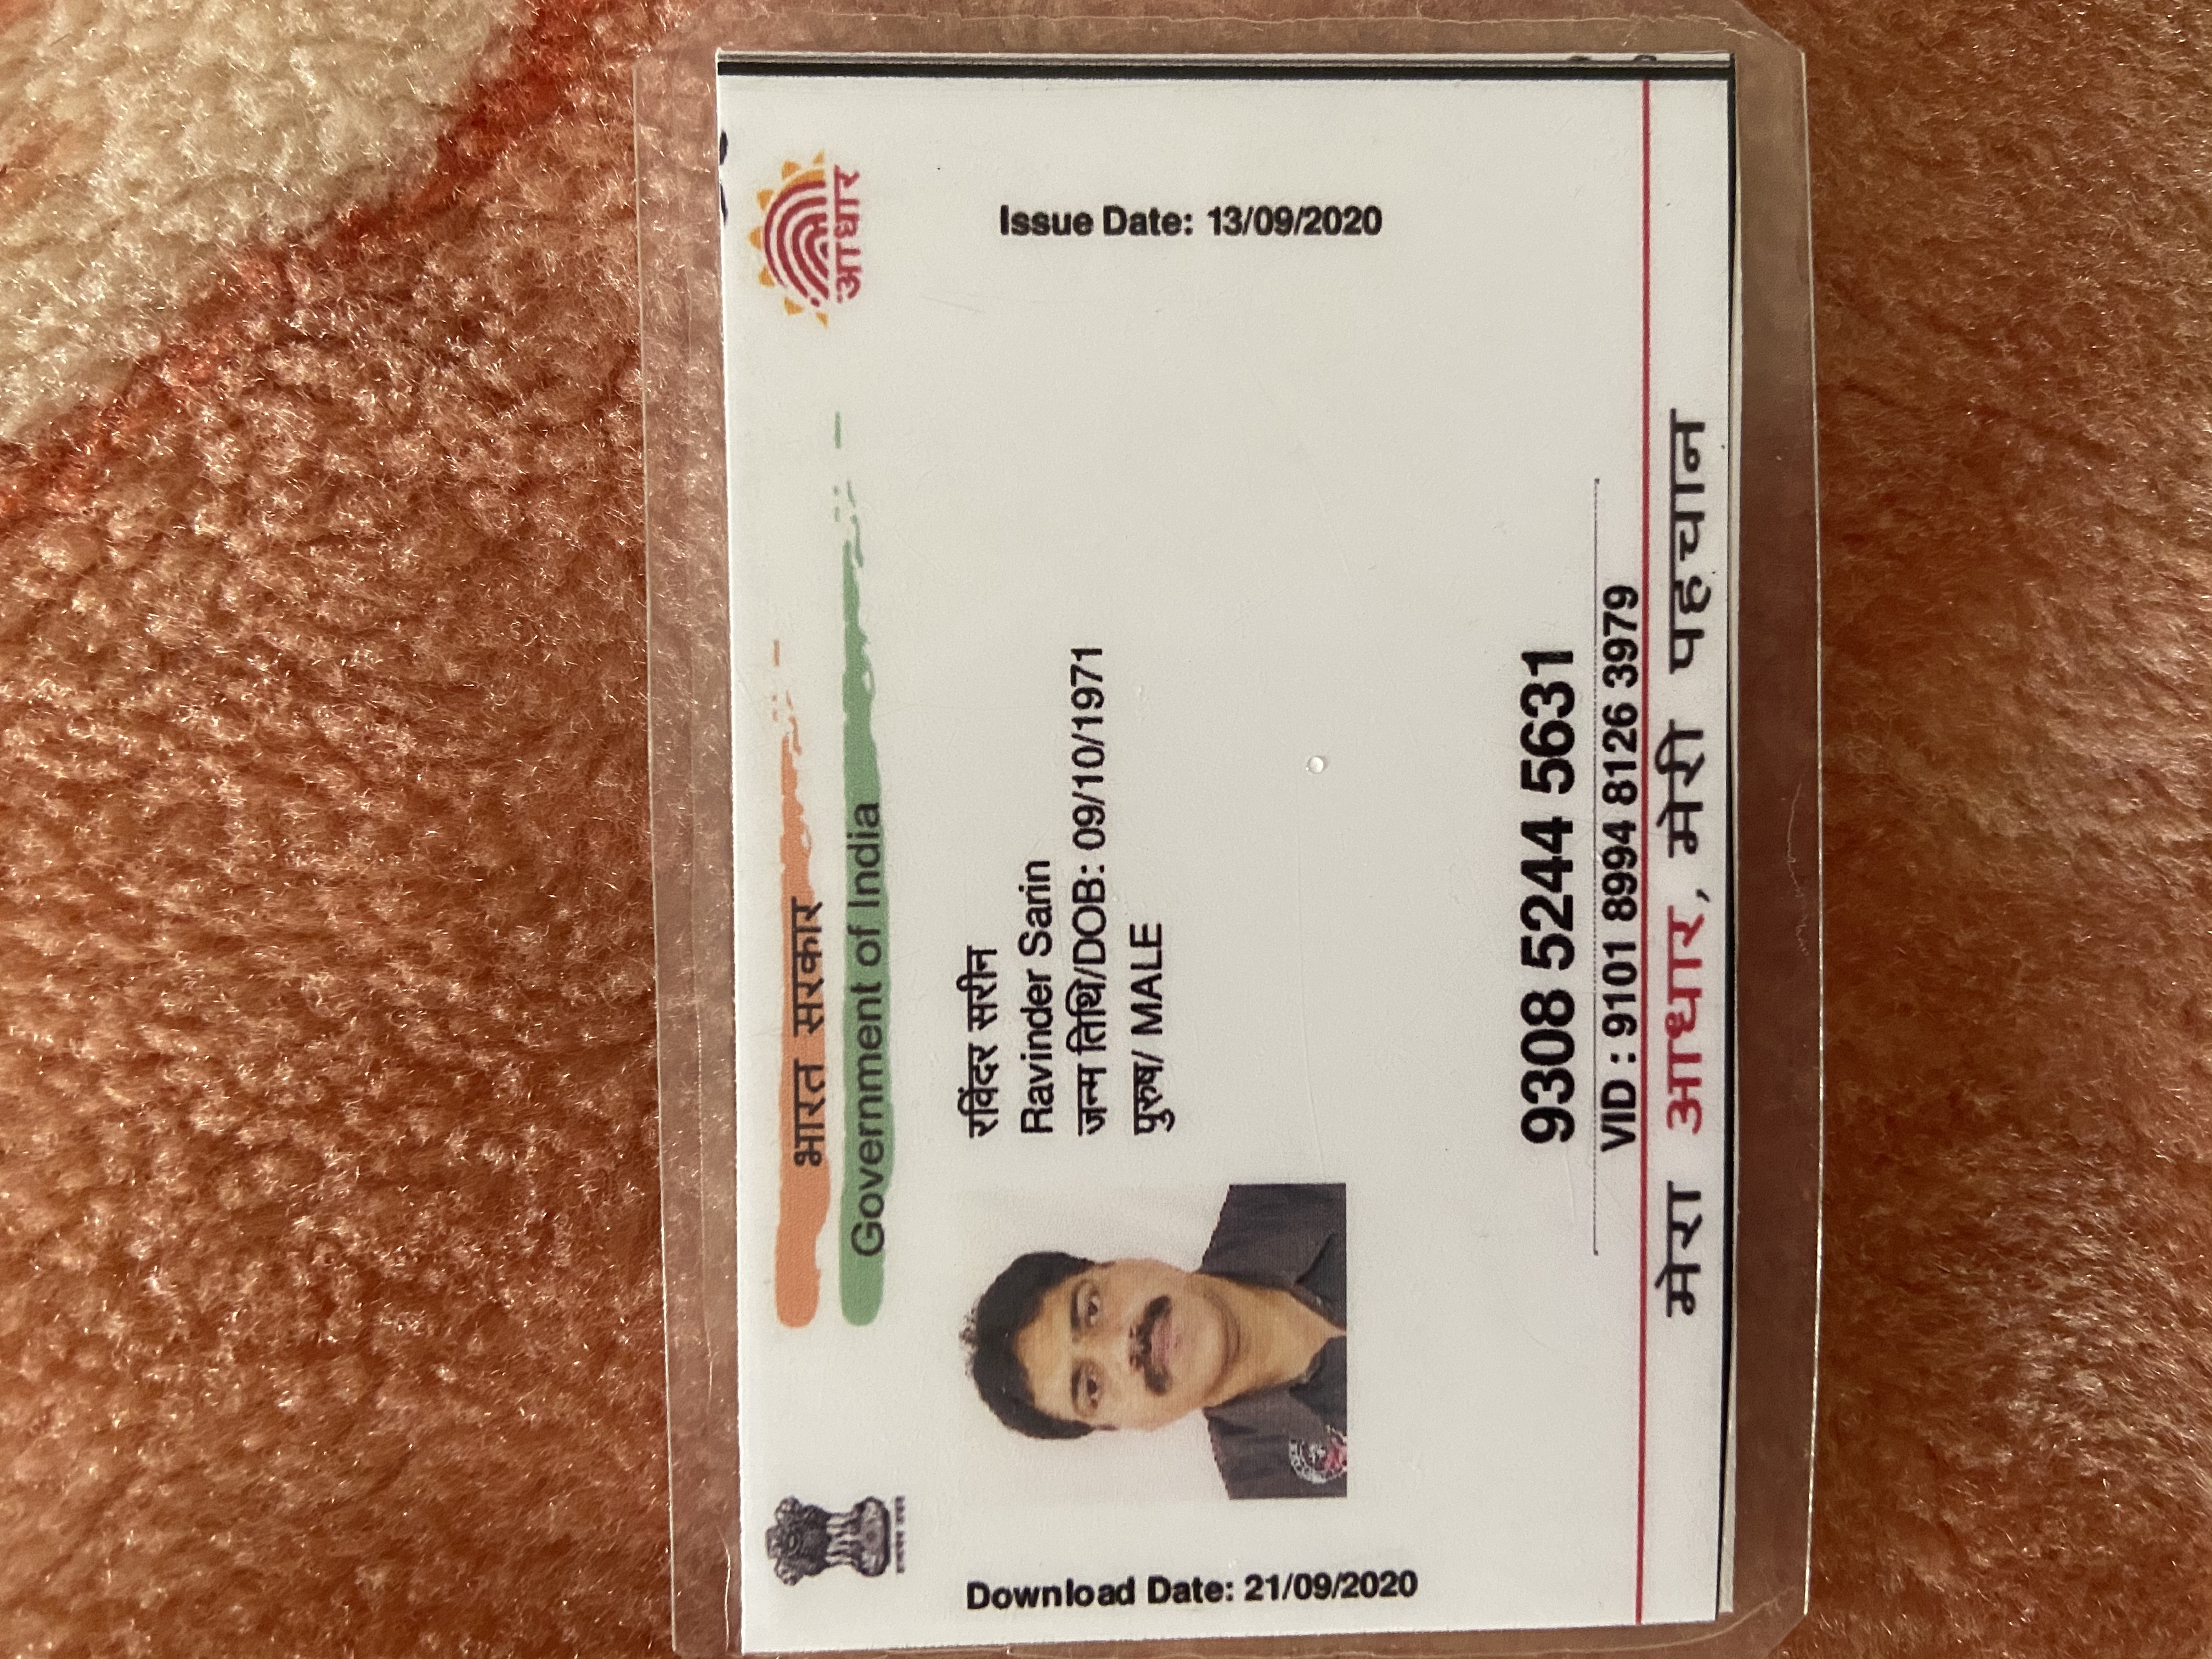 भारत सरकार
Government of India
आधार
Issue Date: 13/09/2020
Download Date: 21/09/2020
रविंदर सरीन
Ravinder Sarin
जन्म तिथि/DOB: 09/10/1971
पुरुष/ MALE
9308 5244 5631
VID : 9101 8994 8126 3979
मेरा आधार, मेरी पहचान